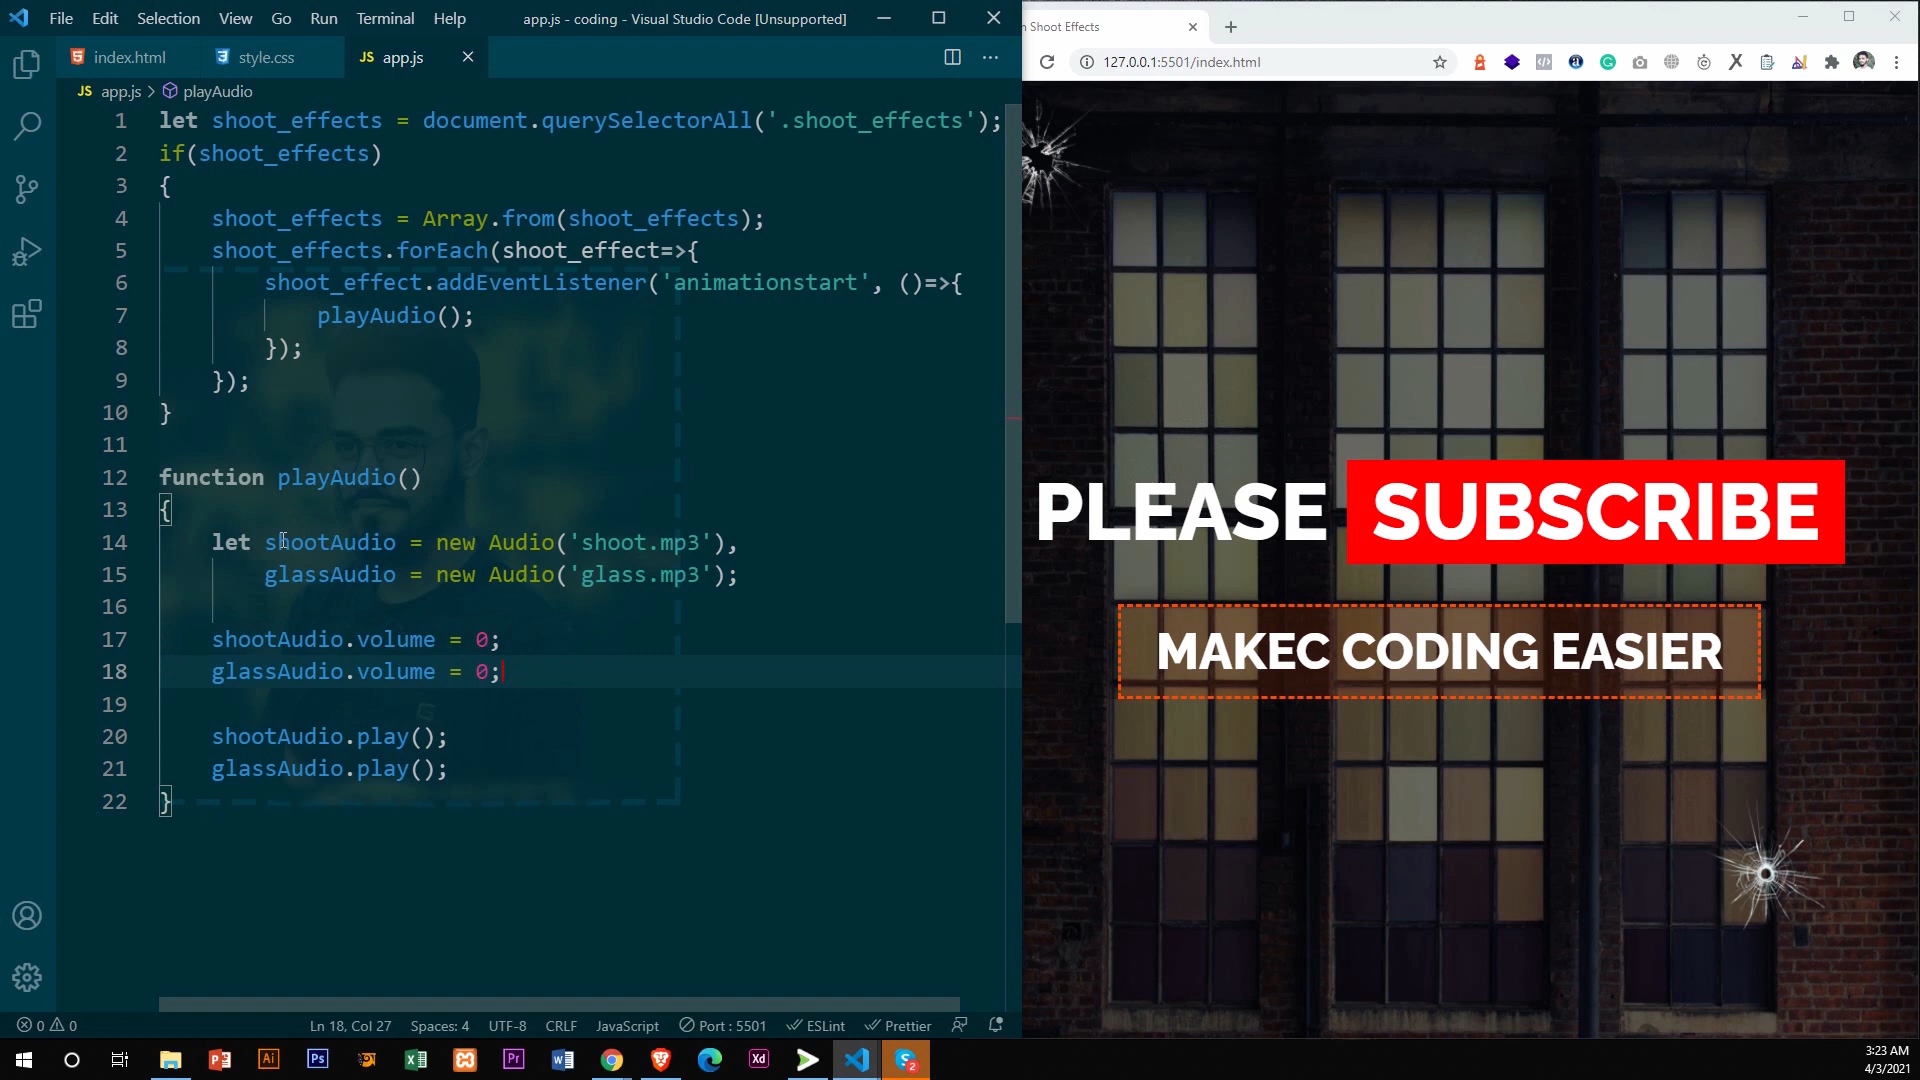 File Edit Selection View Go Run Terminal Help
app.js - coding - Visual Studio Code [Unsupported]
index.html
style.css
JS app.js
JS app.js > playAudio
1 let shoot_effects = document.querySelectorAll('.shoot_effects');
2 if(shoot_effects)
3 {
4 shoot_effects = Array.from(shoot_effects);
5 shoot_effects.forEach(shoot_effect=>{
6 shoot_effect.addEventListener('animationstart', ()=>{
7 playAudio();
8 });
9 });
10 }
11
12 function playAudio()
13 {
14 let shootAudio = new Audio('shoot.mp3'),
15 glassAudio = new Audio('glass.mp3');
16
17 shootAudio.volume = 0;
18 glassAudio.volume = 0;
19
20 shootAudio.play();
21 glassAudio.play();
22 }
0 0
Ln 18, Col 27 Spaces: 4 UTF-8 CRLF JavaScript Port : 5501 ESLint Prettier
Shoot Effects
127.0.0.1:5501/index.html
PLEASE SUBSCRIBE
MAKEC CODING EASIER
3:23 AM
4/3/2021